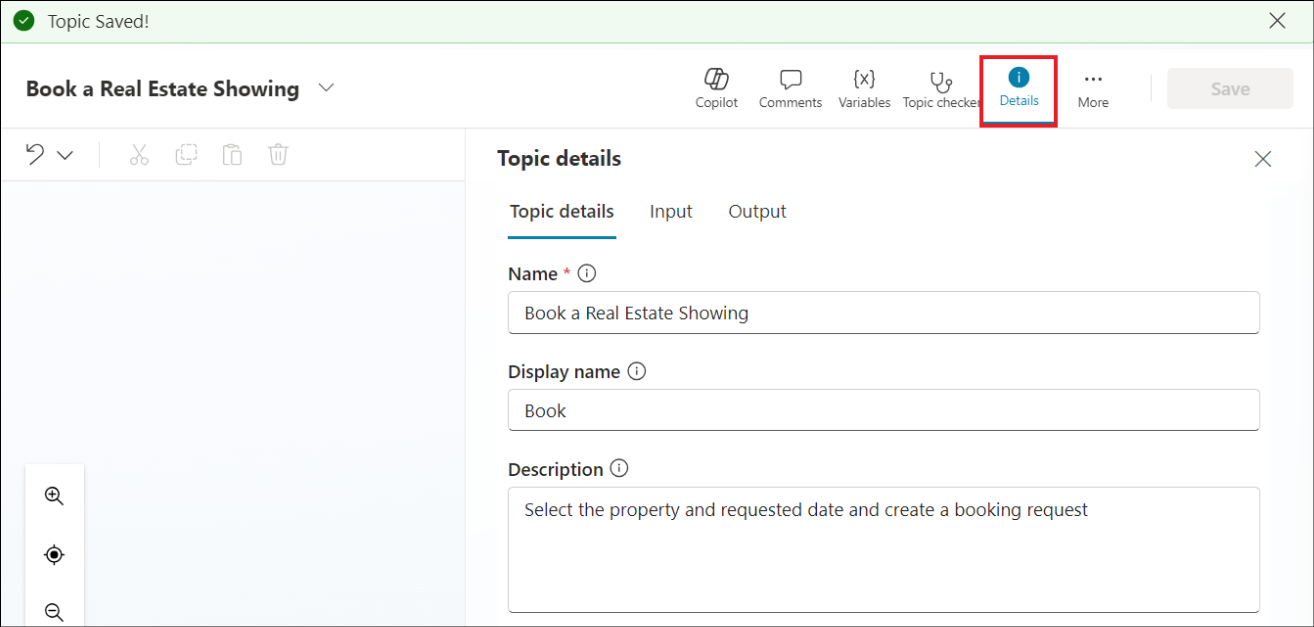 Topic Saved!
Book a Real Estate Showing
Copilot Comments {x} Variables Topic checker Details More Save
Topic details
Topic details Input Output
Name *
Book a Real Estate Showing
Display name
Book
Description
Select the property and requested date and create a booking request